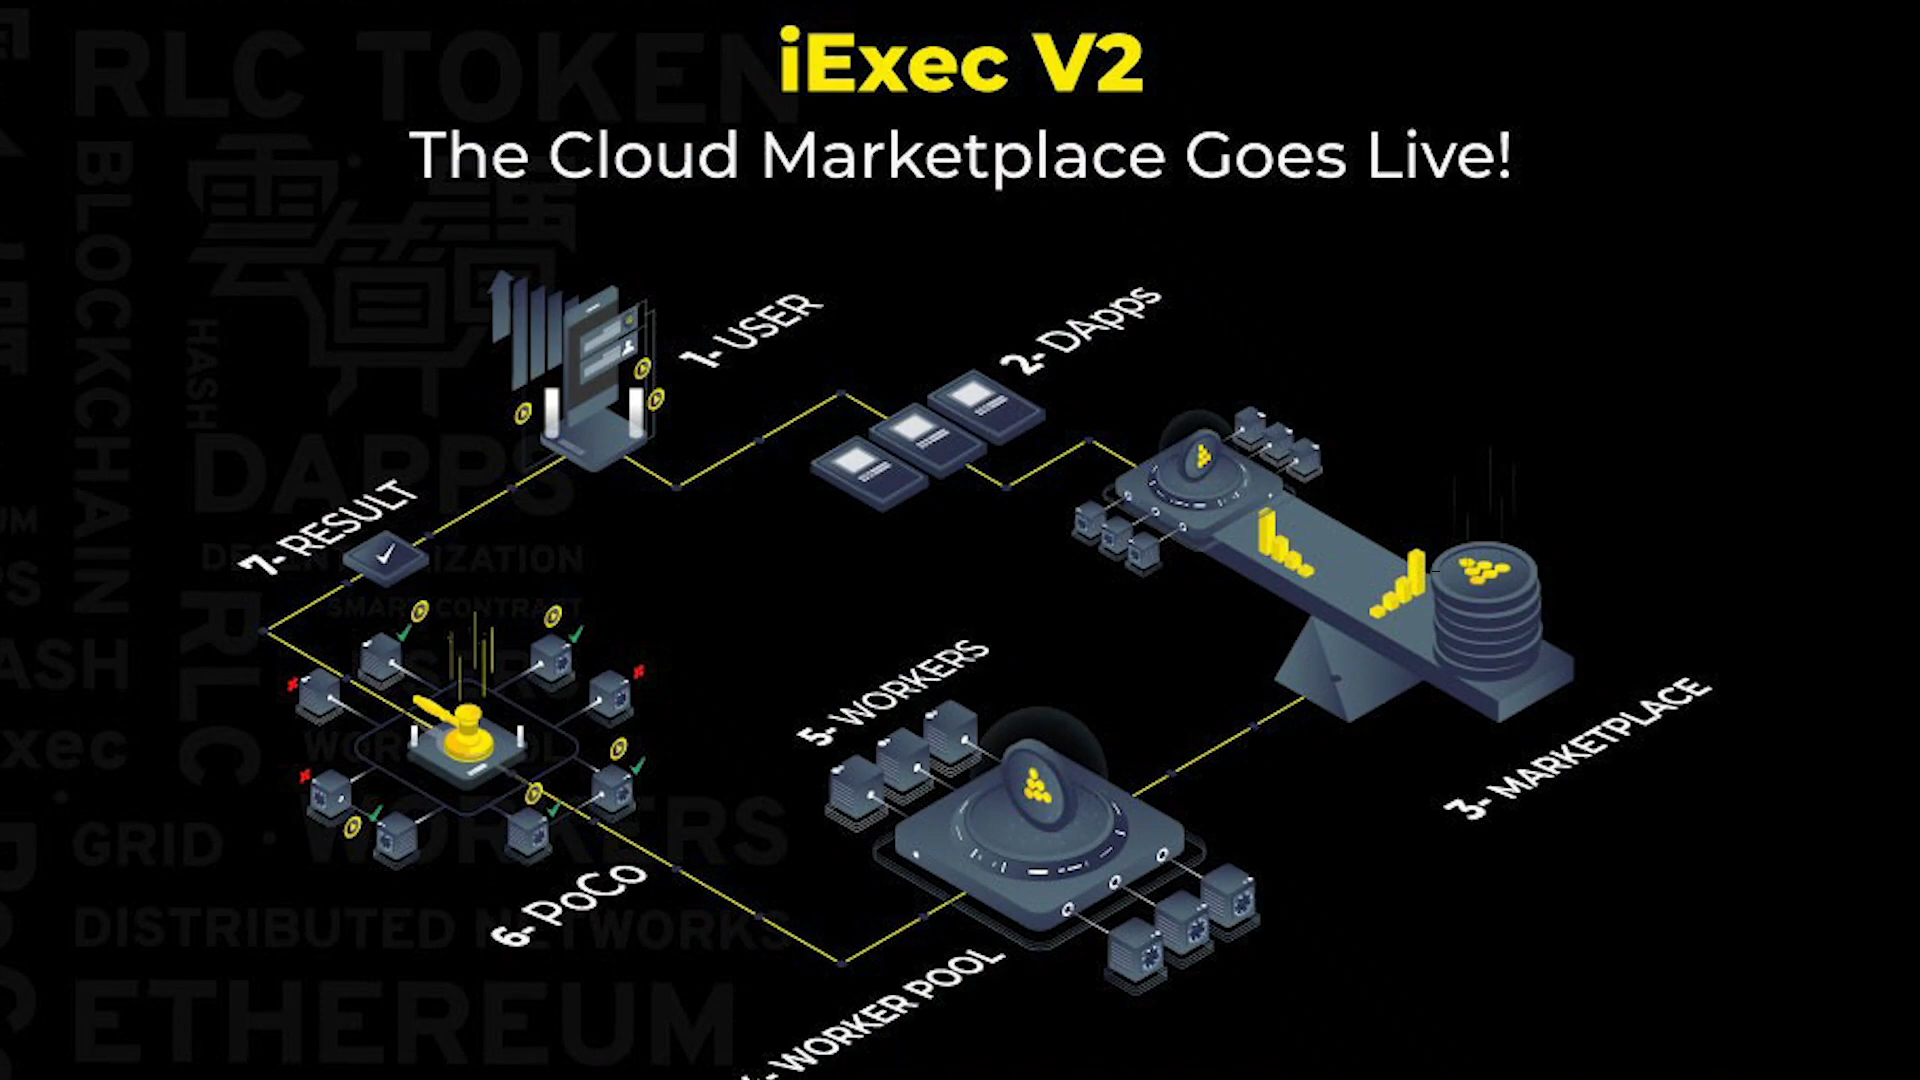 iExec V2
The Cloud Marketplace Goes Live!
RLC TOKEN
BLOCKCHAIN
HASH
DAPPS
RLC
GRID · WORKERS
DISTRIBUTED NETWORKS
ETHEREUM
1- USER
2- DApps
3- MARKETPLACE
- WORKER POOL
5- WORKERS
6- PoCo
7- RESULT